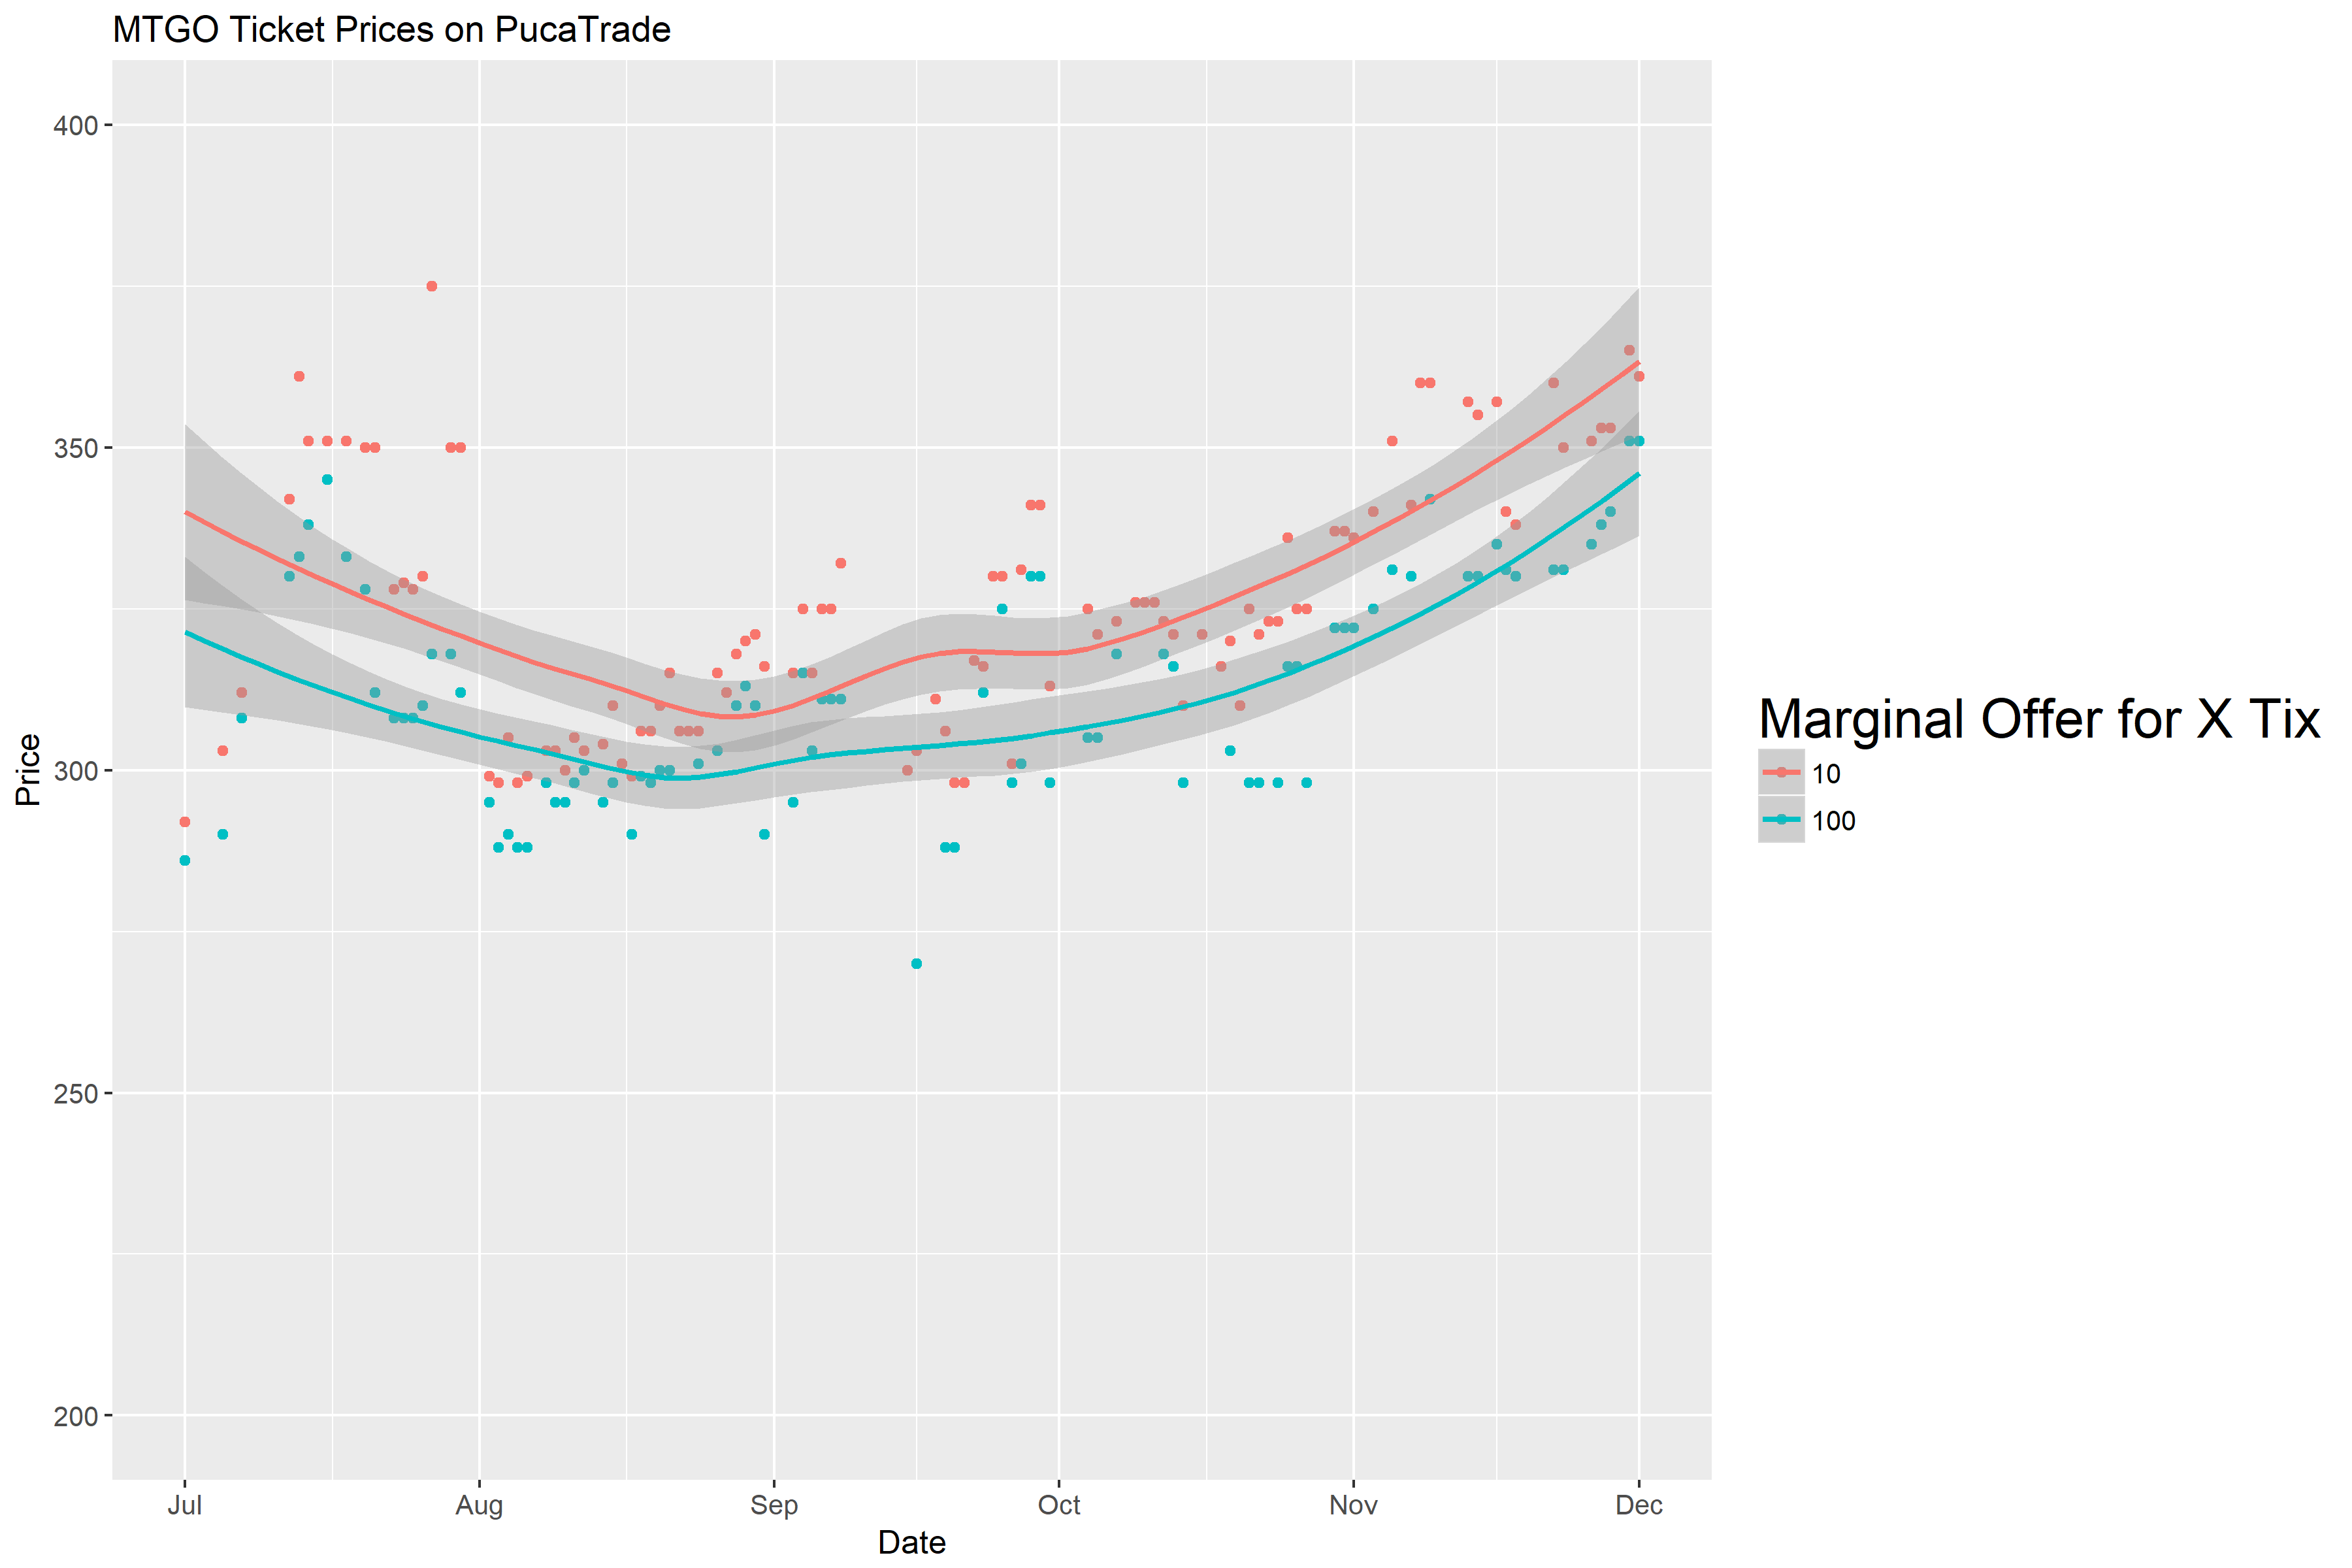 MTGO Ticket Prices on PucaTrade
400
350
300
250
200
Price
Jul Aug Sep Oct Nov Dec
Date
Marginal Offer for X Tix
10
100